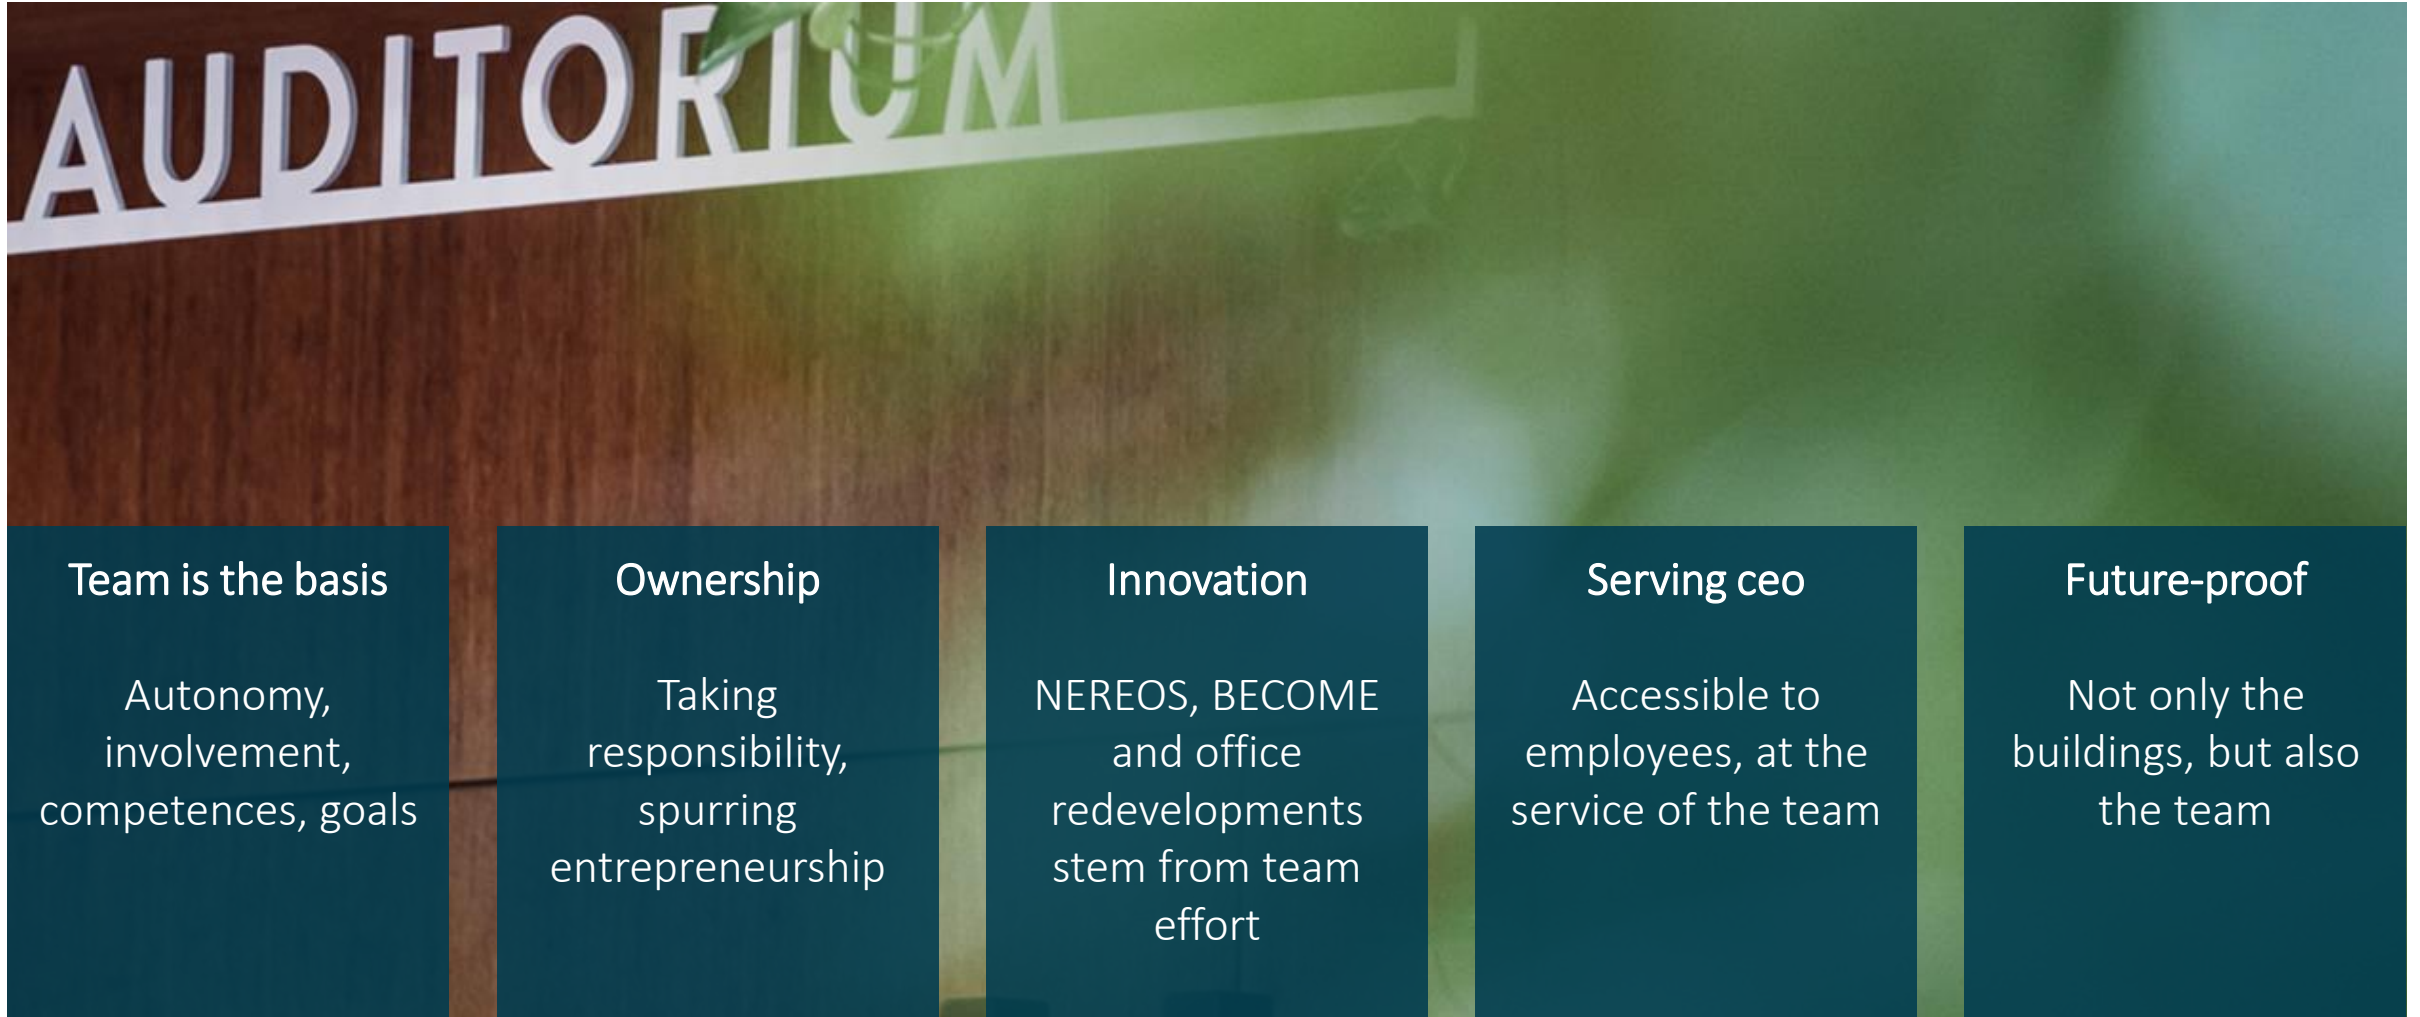 AUDITORIUM
Team is the basis
Autonomy,
involvement,
competences, goals
Ownership
Taking
responsibility,
spurring
entrepreneurship
Innovation
NEREOS, BECOME
and office
redevelopments
stem from team
effort
Serving ceo
Accessible to
employees, at the
service of the team
Future-proof
Not only the
buildings, but also
the team